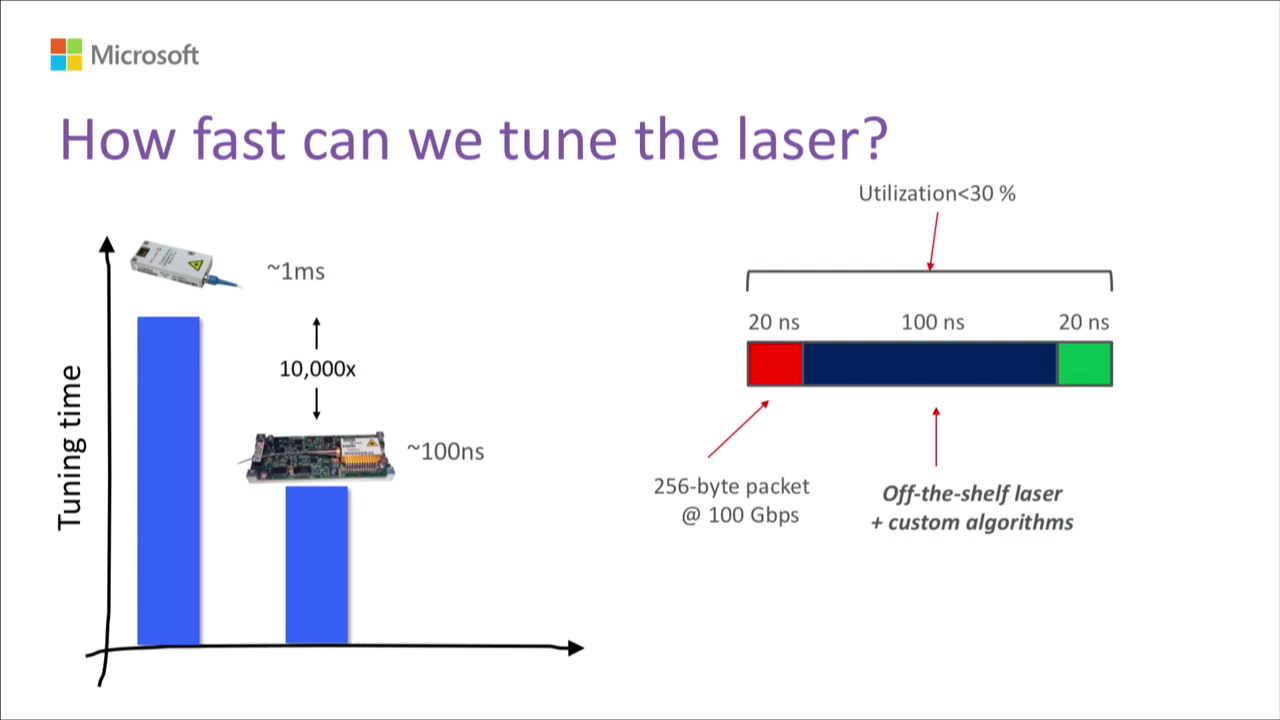 Microsoft
How fast can we tune the laser?
Utilization<30 %
~1ms
20 ns
100 ns
20 ns
10,000x
Tuning time
~100ns
256-byte packet
@ 100 Gbps
Off-the-shelf laser
+ custom algorithms